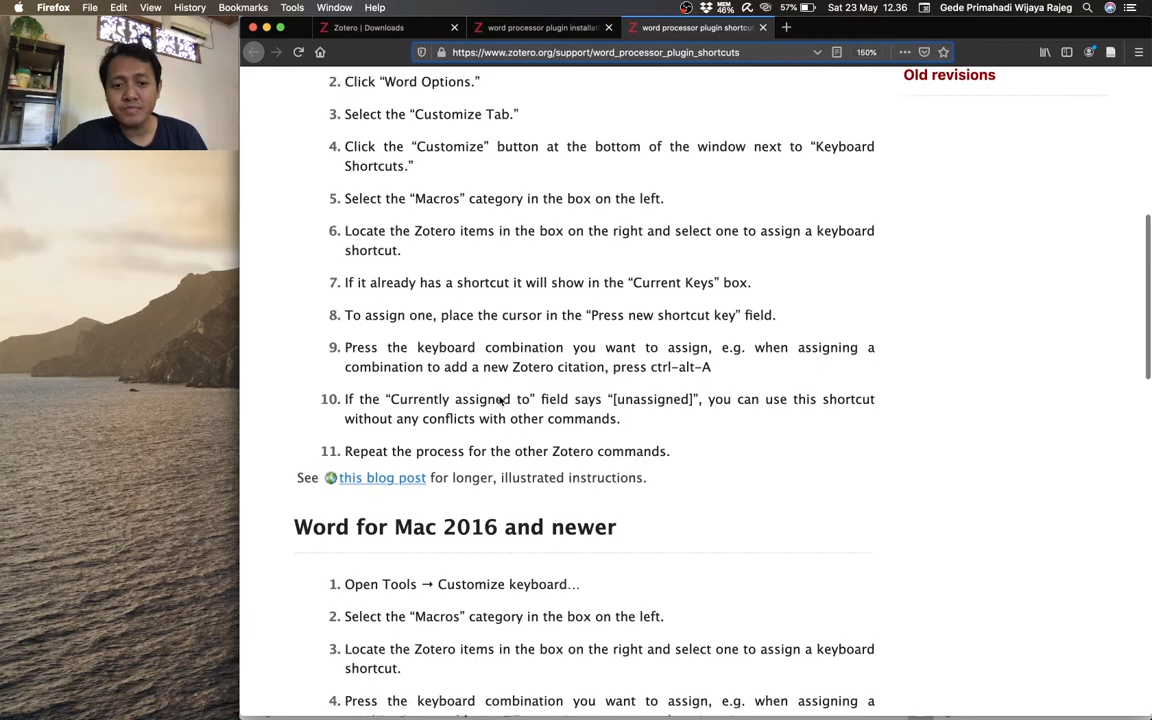 Firefox File Edit View History Bookmarks Tools Window Help MEM 46% 57% Sat 23 May 12.36 Gede Primahadi Wijaya Rajeg
Zotero | Downloads word processor plugin installat word processor plugin shortcu
https://www.zotero.org/support/word_processor_plugin_shortcuts 150%
Old revisions
2. Click “Word Options.”
3. Select the “Customize Tab.”
4. Click the “Customize” button at the bottom of the window next to “Keyboard
Shortcuts.”
5. Select the “Macros” category in the box on the left.
6. Locate the Zotero items in the box on the right and select one to assign a keyboard
shortcut.
7. If it already has a shortcut it will show in the “Current Keys” box.
8. To assign one, place the cursor in the “Press new shortcut key” field.
9. Press the keyboard combination you want to assign, e.g. when assigning a
combination to add a new Zotero citation, press ctrl-alt-A
10. If the “Currently assigned to” field says “[unassigned]”, you can use this shortcut
without any conflicts with other commands.
11. Repeat the process for the other Zotero commands.
See this blog post for longer, illustrated instructions.
Word for Mac 2016 and newer
1. Open Tools → Customize keyboard…
2. Select the “Macros” category in the box on the left.
3. Locate the Zotero items in the box on the right and select one to assign a keyboard
shortcut.
4. Press the keyboard combination you want to assign, e.g. when assigning a